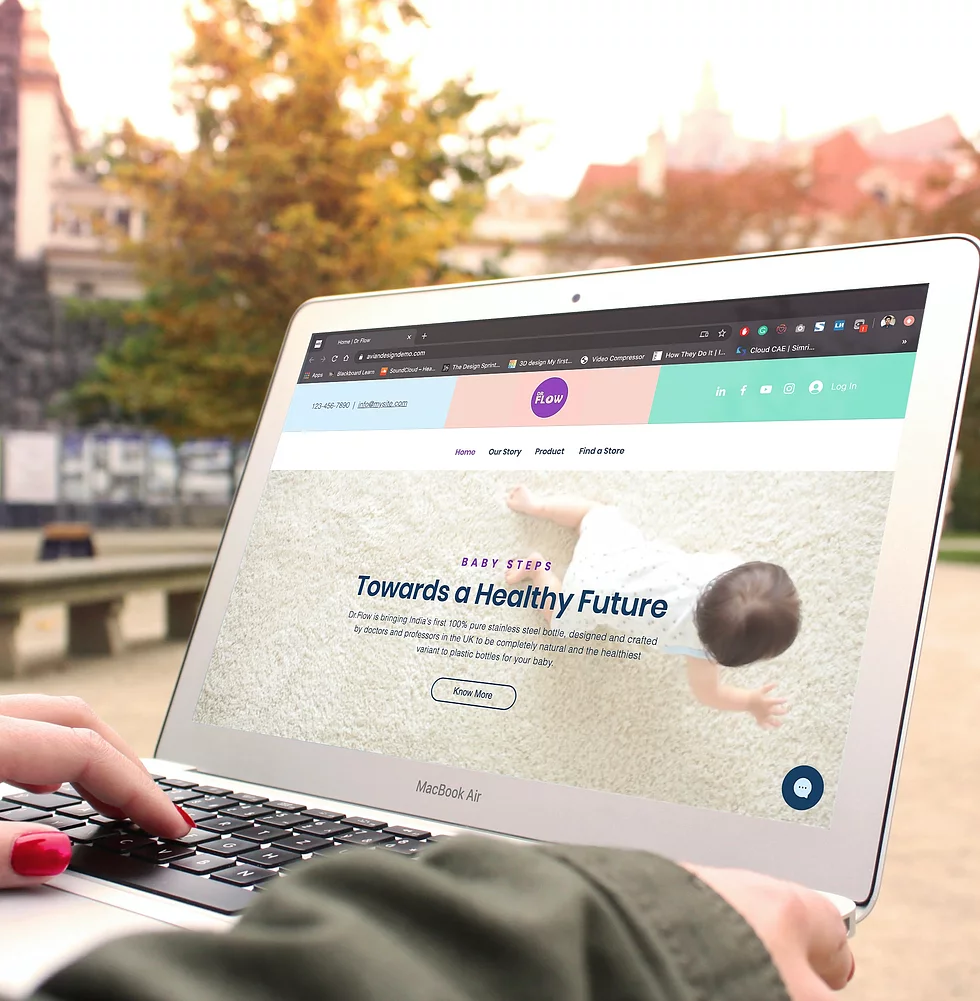 Home | Dr Flow
aviandesigndemo.com
Apps Blackboard Learn SoundCloud – Hea... The Design Sprint... 3D design My first... Video Compressor How They Do It | I... Cloud CAE | Simri...
123-456-7890 | info@mysite.com
DR.
FLOW
Log In
Home Our Story Product Find a Store
BABY STEPS
Towards a Healthy Future
Dr.Flow is bringing India's first 100% pure stainless steel bottle, designed and crafted
by doctors and professors in the UK to be completely natural and the healthiest
variant to plastic bottles for your baby.
Know More
MacBook Air